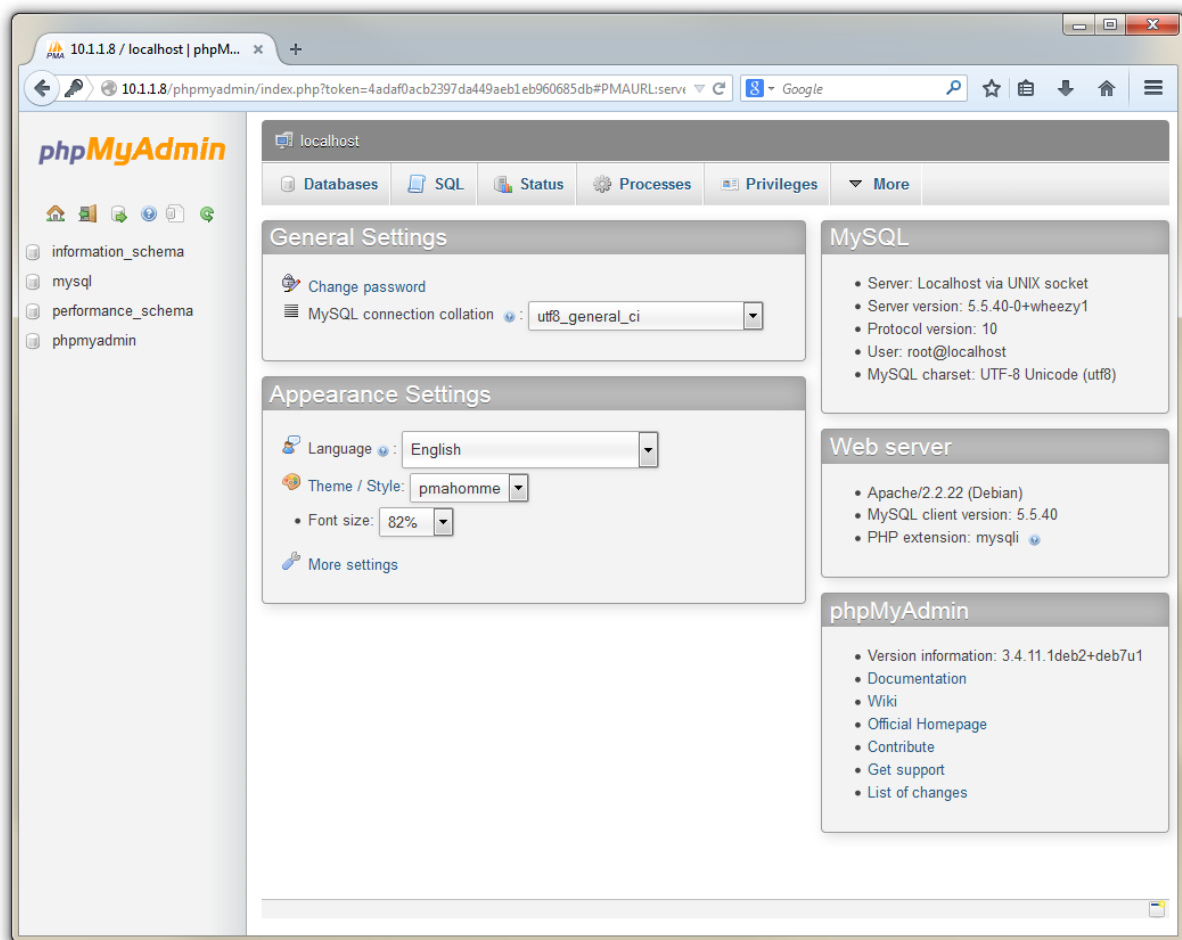 10.1.1.8 / localhost | phpM...
10.1.1.8/phpmyadmin/index.php?token=4adaf0acb2397da449aeb1eb960685db#PMAURL:serve
Google
phpMyAdmin
information_schema
mysql
performance_schema
phpmyadmin
localhost
Databases SQL Status Processes Privileges More
General Settings
Change password
MySQL connection collation : utf8_general_ci
Appearance Settings
Language : English
Theme / Style: pmahomme
Font size: 82%
More settings
MySQL
Server: Localhost via UNIX socket
Server version: 5.5.40-0+wheezy1
Protocol version: 10
User: root@localhost
MySQL charset: UTF-8 Unicode (utf8)
Web server
Apache/2.2.22 (Debian)
MySQL client version: 5.5.40
PHP extension: mysqli
phpMyAdmin
Version information: 3.4.11.1deb2+deb7u1
Documentation
Wiki
Official Homepage
Contribute
Get support
List of changes